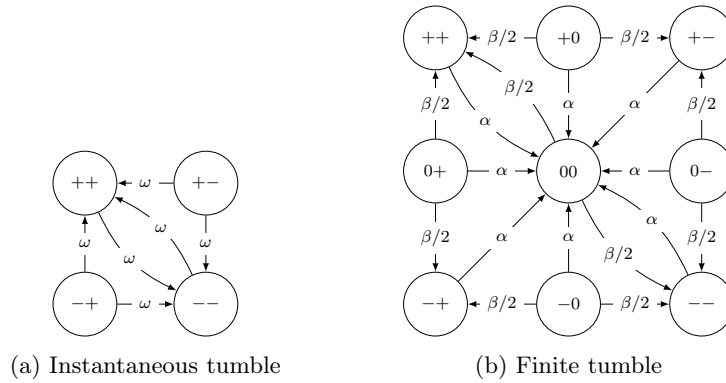 ++ β/2 +0 β/2 +-
β/2 β/2 α α α β/2
++ ω +- 0+ α 00 α 0-
ω ω ω ω β/2 α α β/2 α β/2
-+ ω -- -+ β/2 -0 β/2 --
(a) Instantaneous tumble (b) Finite tumble